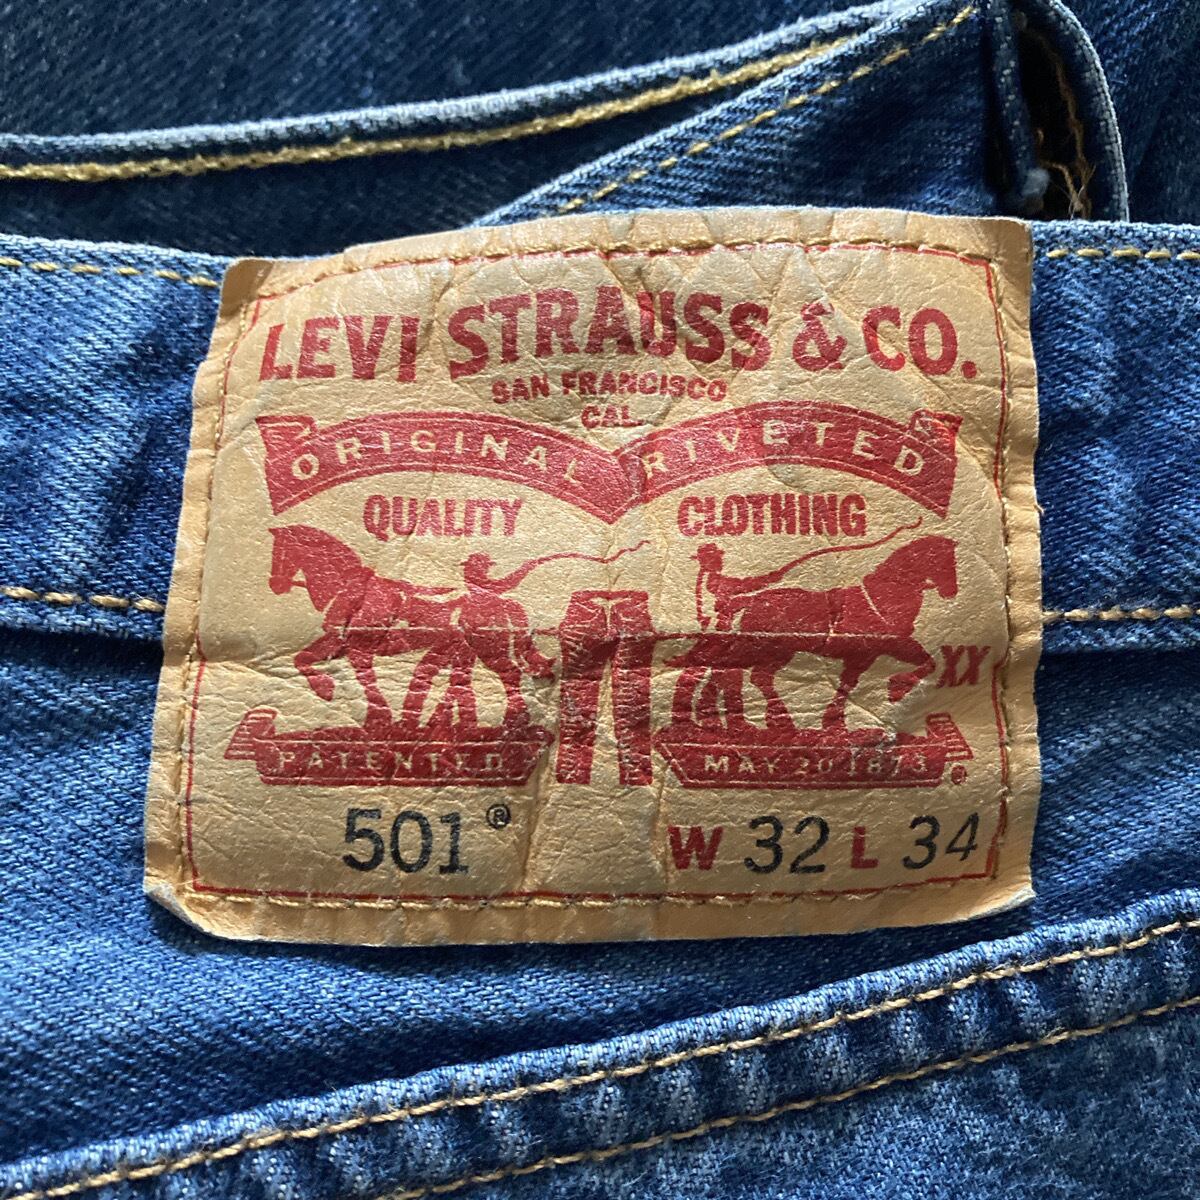 LEVI STRAUSS & CO.
SAN FRANCISCO
CAL.
ORIGINAL RIVETED
QUALITY CLOTHING
XX
PATENTED MAY 20 1873 ®
501® W 32 L 34